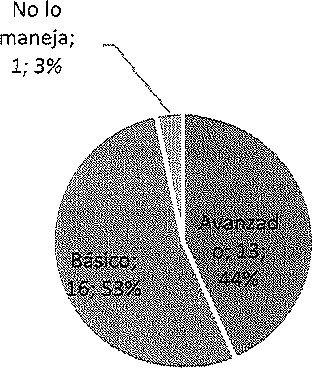 No lo
maneja;
1; 3%
Avanzad
o; 13;
44%
Básico;
16; 53%